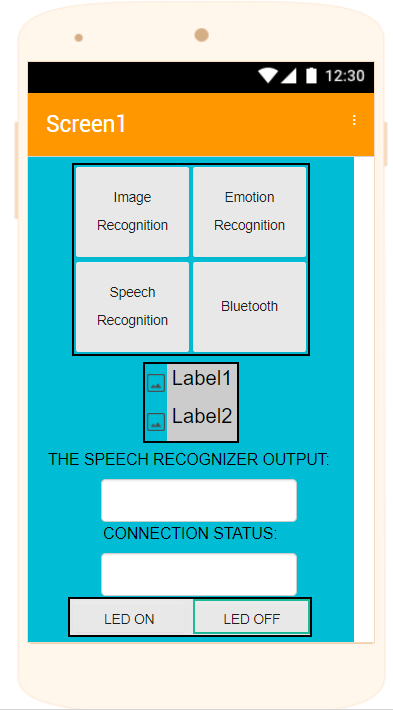 12:30
Screen1
Image
Recognition
Emotion
Recognition
Speech
Recognition
Bluetooth
Label1
Label2
THE SPEECH RECOGNIZER OUTPUT:
CONNECTION STATUS:
LED ON
LED OFF